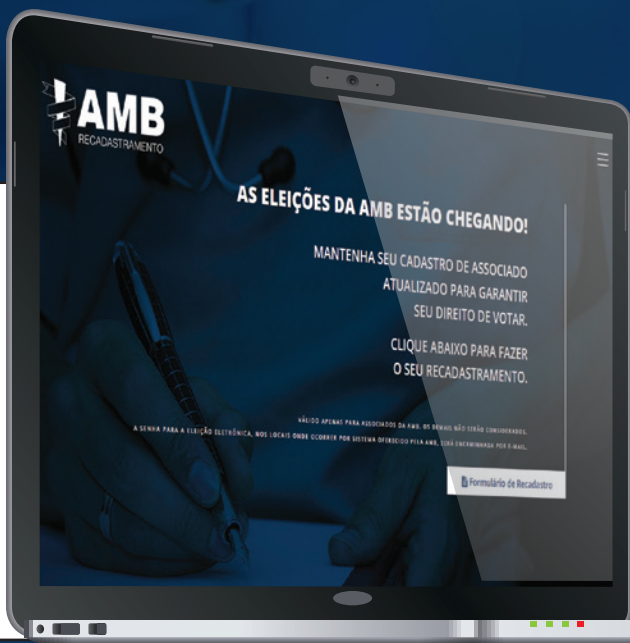 AMB
RECADASTRAMENTO
AS ELEIÇÕES DA AMB ESTÃO CHEGANDO!
MANTENHA SEU CADASTRO DE ASSOCIADO
ATUALIZADO PARA GARANTIR
SEU DIREITO DE VOTAR.
CLIQUE ABAIXO PARA FAZER
O SEU RECADASTRAMENTO.
VÁLIDO APENAS PARA ASSOCIADOS DA AMB. OS DEMAIS NÃO SERÃO CONSIDERADOS.
A SENHA PARA A ELEIÇÃO ELETRÔNICA, NOS LOCAIS ONDE OCORRER POR SISTEMA OFERECIDO PELA AMB, SERÁ ENCAMINHADA POR E-MAIL.
Formulário de Recadastro